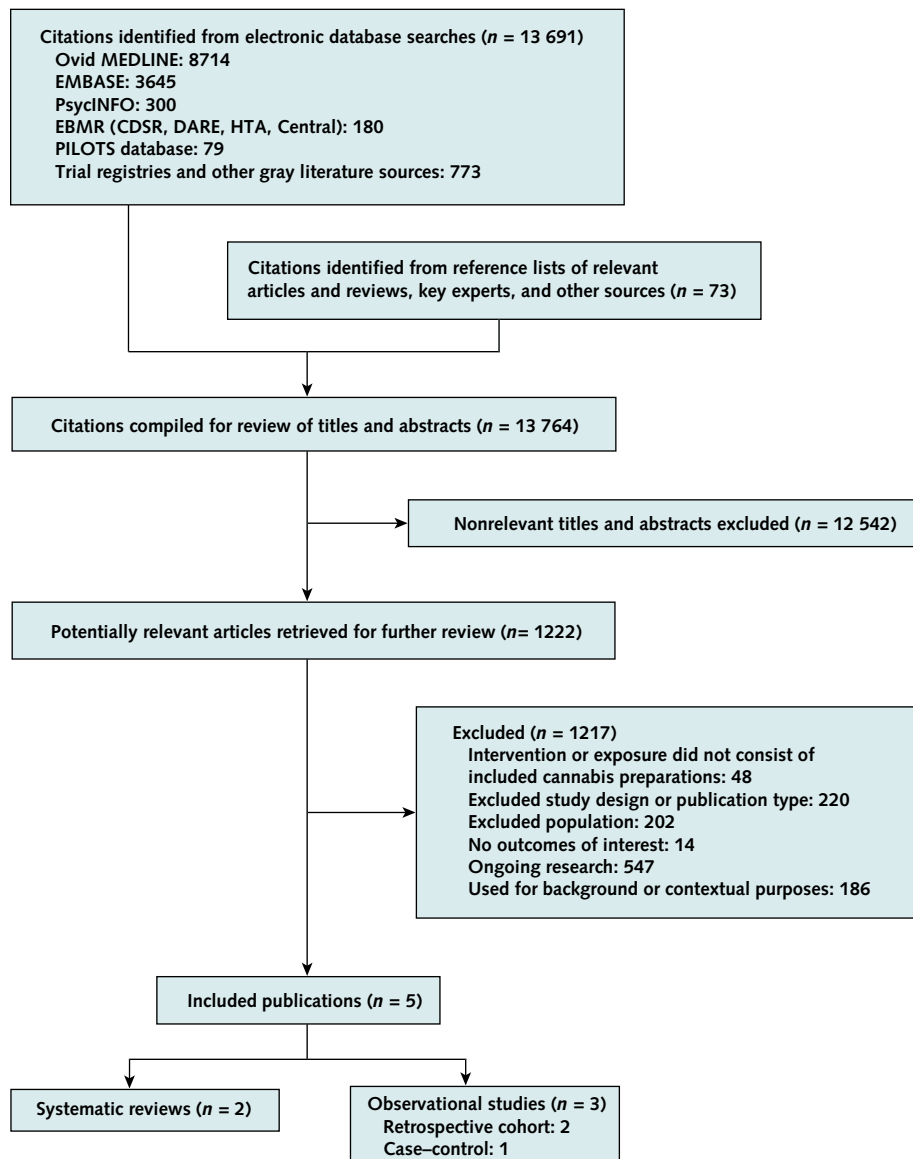 Citations identified from electronic database searches (n = 13 691)
Ovid MEDLINE: 8714
EMBASE: 3645
PsycINFO: 300
EBMR (CDSR, DARE, HTA, Central): 180
PILOTS database: 79
Trial registries and other gray literature sources: 773
Citations identified from reference lists of relevant
articles and reviews, key experts, and other sources (n = 73)
Citations compiled for review of titles and abstracts (n = 13 764)
Nonrelevant titles and abstracts excluded (n = 12 542)
Potentially relevant articles retrieved for further review (n= 1222)
Excluded (n = 1217)
Intervention or exposure did not consist of
included cannabis preparations: 48
Excluded study design or publication type: 220
Excluded population: 202
No outcomes of interest: 14
Ongoing research: 547
Used for background or contextual purposes: 186
Included publications (n = 5)
Systematic reviews (n = 2)
Observational studies (n = 3)
Retrospective cohort: 2
Case–control: 1